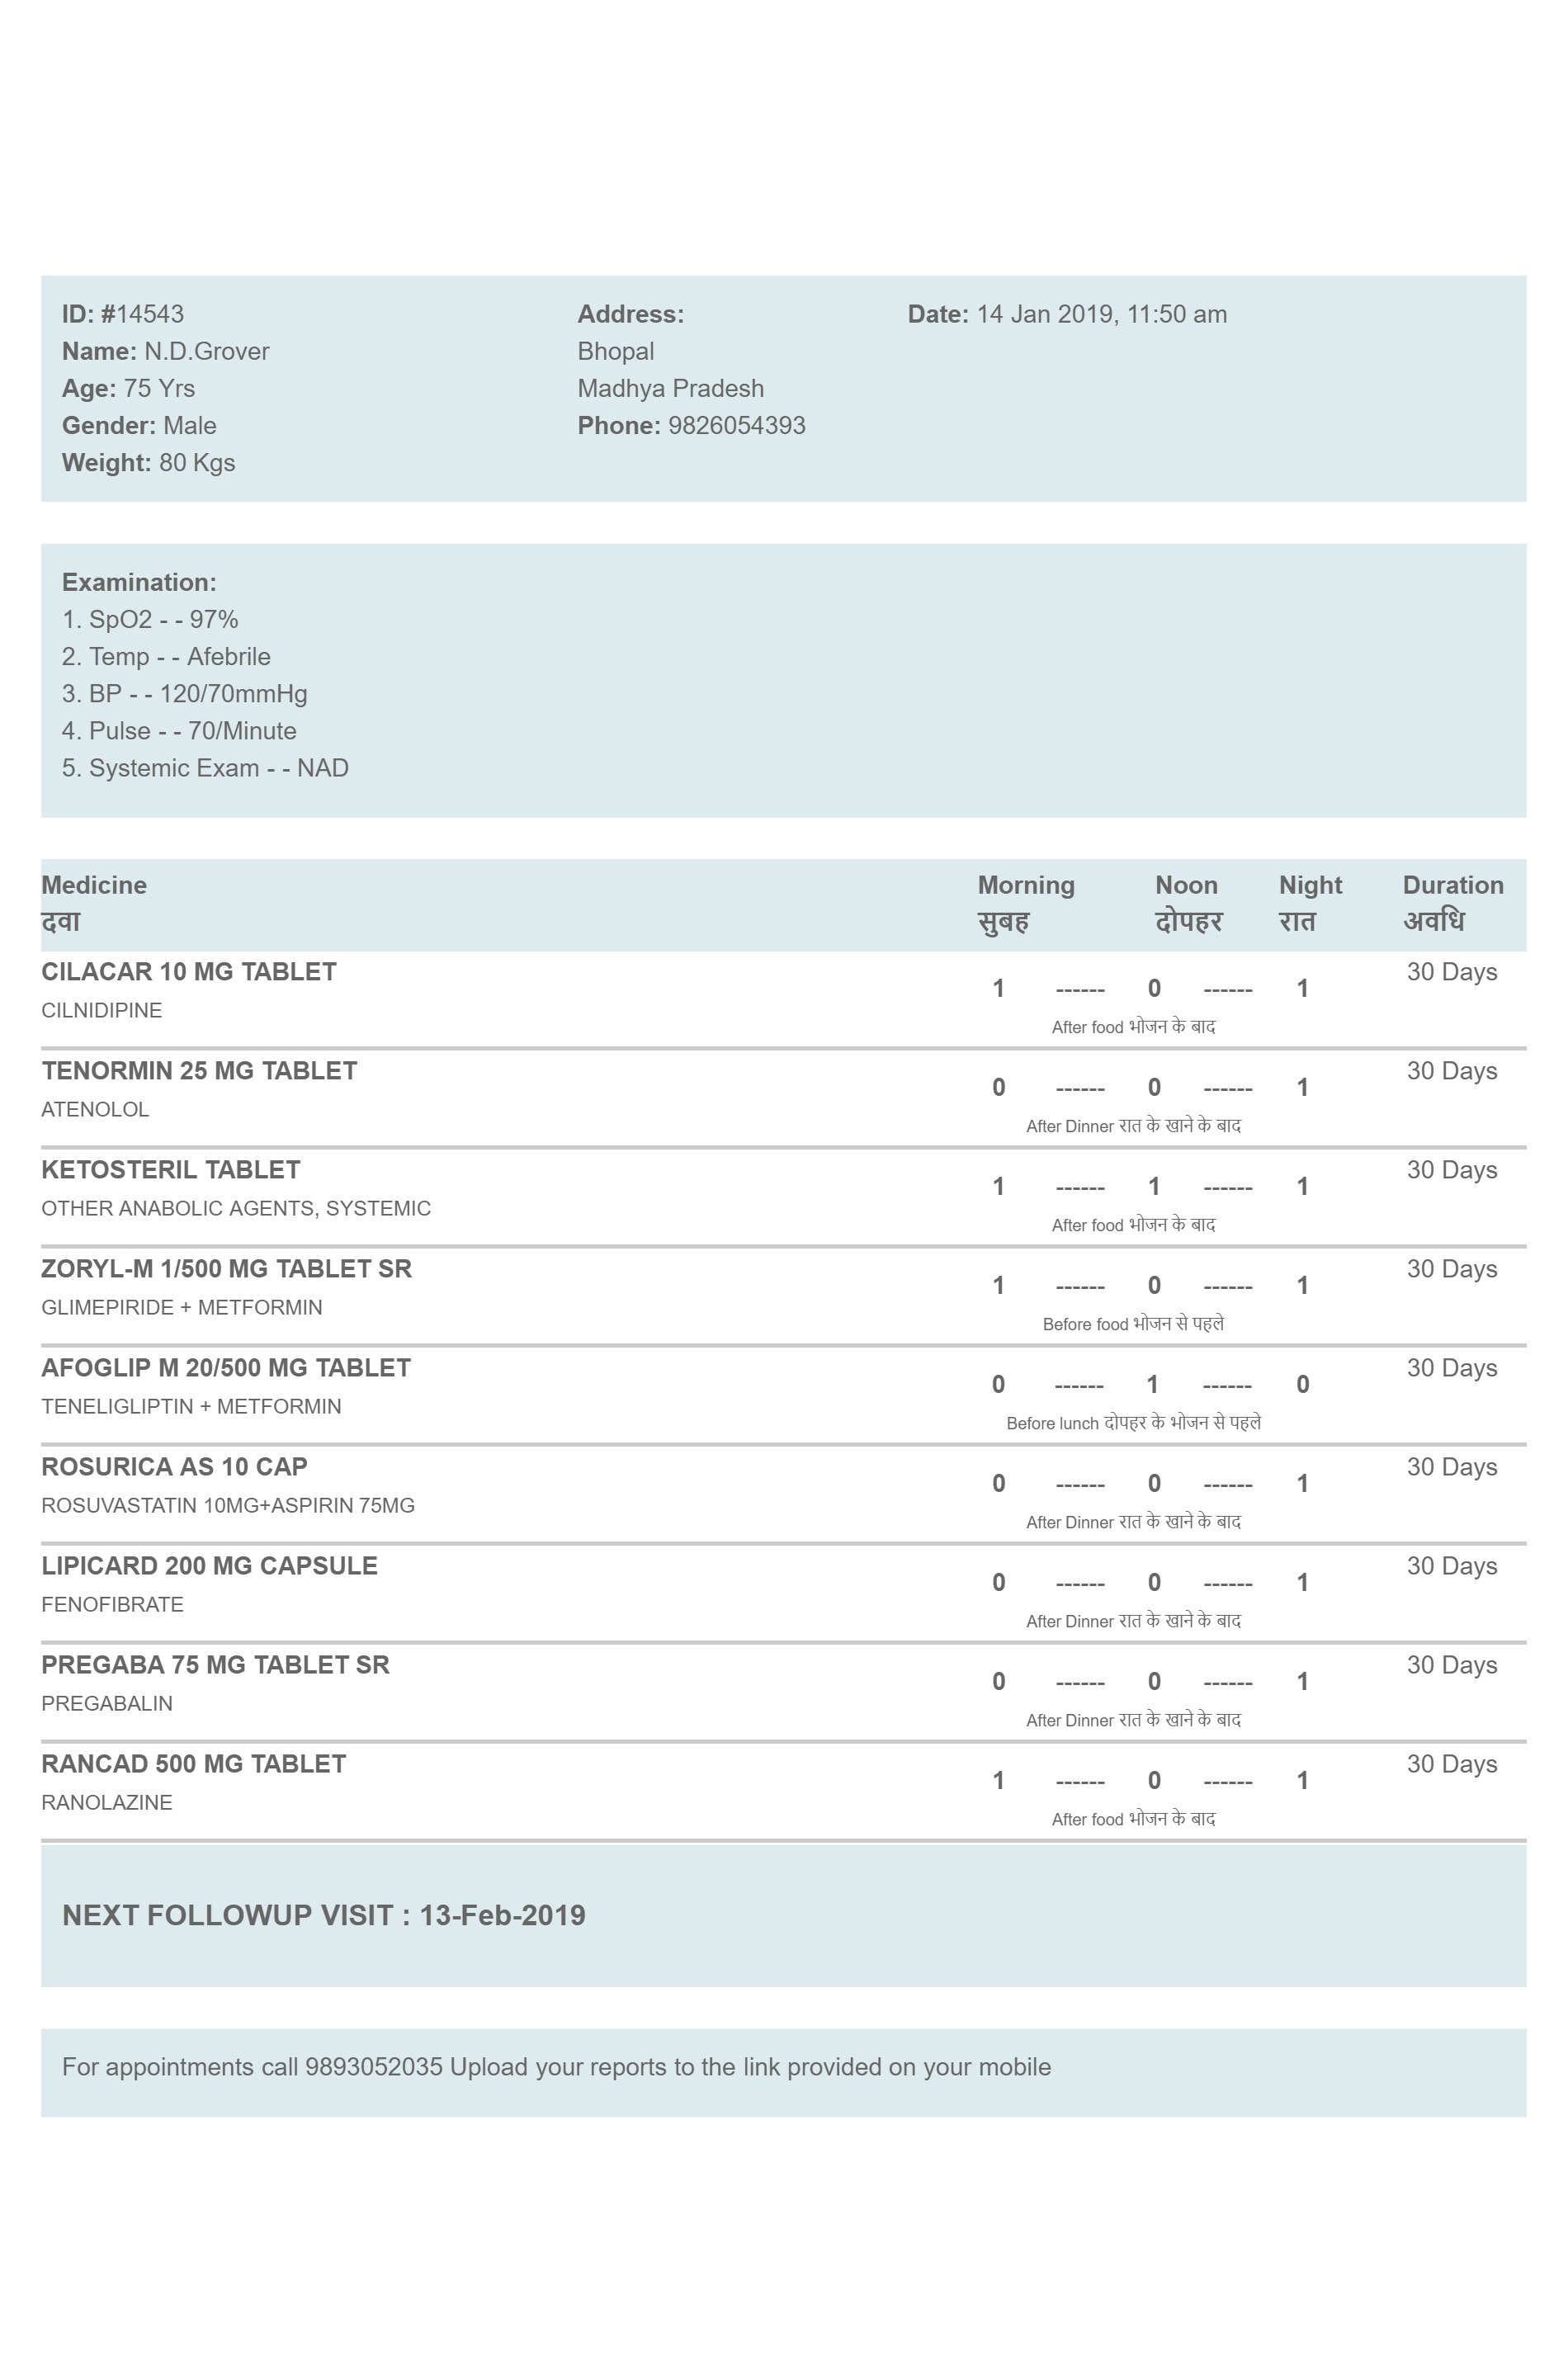 ID: #14543 Address: Date: 14 Jan 2019, 11:50 am
Name: N.D.Grover Bhopal
Age: 75 Yrs Madhya Pradesh
Gender: Male Phone: 9826054393
Weight: 80 Kgs
Examination:
1. SpO2 - - 97%
2. Temp - - Afebrile
3. BP - - 120/70mmHg
4. Pulse - - 70/Minute
5. Systemic Exam - - NAD
Medicine Morning Noon Night Duration
दवा सुबह दोपहर रात अवधि
CILACAR 10 MG TABLET 1 ------ 0 ------ 1 30 Days
CILNIDIPINE After food भोजन के बाद
TENORMIN 25 MG TABLET 0 ------ 0 ------ 1 30 Days
ATENOLOL After Dinner रात के खाने के बाद
KETOSTERIL TABLET 1 ------ 1 ------ 1 30 Days
OTHER ANABOLIC AGENTS, SYSTEMIC After food भोजन के बाद
ZORYL-M 1/500 MG TABLET SR 1 ------ 0 ------ 1 30 Days
GLIMEPIRIDE + METFORMIN Before food भोजन से पहले
AFOGLIP M 20/500 MG TABLET 0 ------ 1 ------ 0 30 Days
TENELIGLIPTIN + METFORMIN Before lunch दोपहर के भोजन से पहले
ROSURICA AS 10 CAP 0 ------ 0 ------ 1 30 Days
ROSUVASTATIN 10MG+ASPIRIN 75MG After Dinner रात के खाने के बाद
LIPICARD 200 MG CAPSULE 0 ------ 0 ------ 1 30 Days
FENOFIBRATE After Dinner रात के खाने के बाद
PREGABA 75 MG TABLET SR 0 ------ 0 ------ 1 30 Days
PREGABALIN After Dinner रात के खाने के बाद
RANCAD 500 MG TABLET 1 ------ 0 ------ 1 30 Days
RANOLAZINE After food भोजन के बाद
NEXT FOLLOWUP VISIT : 13-Feb-2019
For appointments call 9893052035 Upload your reports to the link provided on your mobile